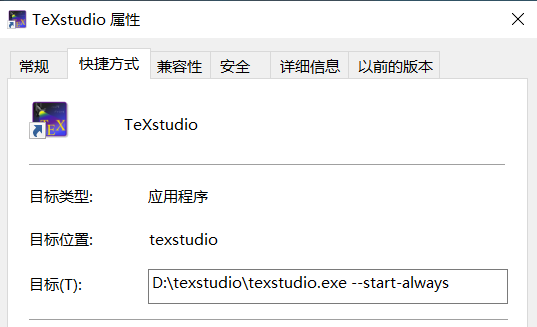 TeXstudio 属性
常规 快捷方式 兼容性 安全 详细信息 以前的版本
TeXstudio
目标类型: 应用程序
目标位置: texstudio
目标(T): D:\texstudio\texstudio.exe --start-always